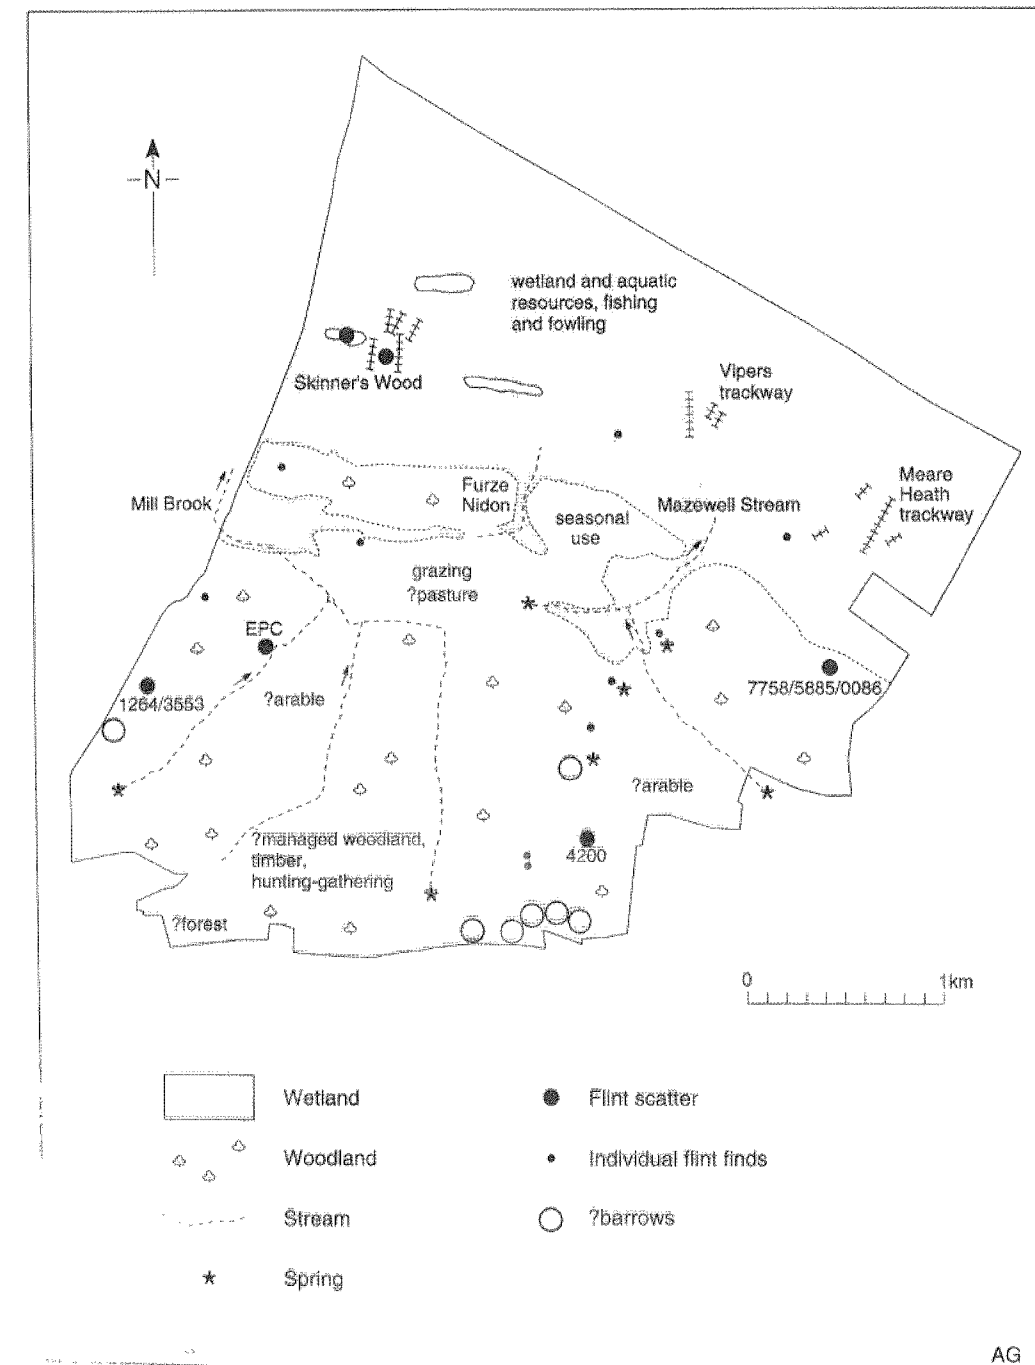 N
wetland and aquatic
resources, fishing
and fowling
Skinner's Wood
Vipers
trackway
Meare
Heath
trackway
Mill Brook
Furze
Nidon
seasonal
use
Mazewell Stream
grazing
?pasture
EPC
1264/3553
?arable
7758/5885/0086
?arable
?managed woodland,
timber,
hunting-gathering
4200
?forest
0
1km
Wetland
Flint scatter
Woodland
Individual flint finds
Stream
?barrows
Spring
AG